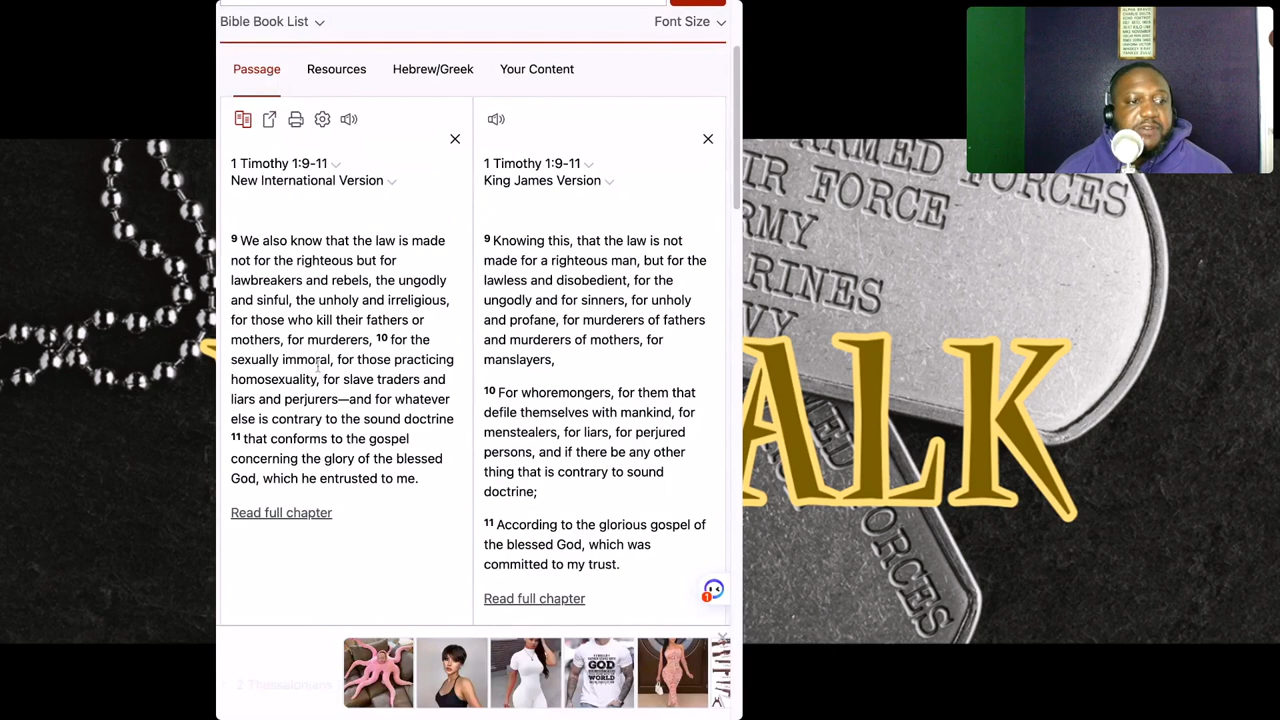 Bible Book List
Font Size
Passage
Resources
Hebrew/Greek
Your Content
1 Timothy 1:9-11
New International Version
9 We also know that the law is made
not for the righteous but for
lawbreakers and rebels, the ungodly
and sinful, the unholy and irreligious,
for those who kill their fathers or
mothers, for murderers, 10 for the
sexually immoral, for those practicing
homosexuality, for slave traders and
liars and perjurers—and for whatever
else is contrary to the sound doctrine
11 that conforms to the gospel
concerning the glory of the blessed
God, which he entrusted to me.
Read full chapter
1 Timothy 1:9-11
King James Version
9 Knowing this, that the law is not
made for a righteous man, but for the
lawless and disobedient, for the
ungodly and for sinners, for unholy
and profane, for murderers of fathers
and murderers of mothers, for
manslayers,
10 For whoremongers, for them that
defile themselves with mankind, for
menstealers, for liars, for perjured
persons, and if there be any other
thing that is contrary to sound
doctrine;
11 According to the glorious gospel of
the blessed God, which was
committed to my trust.
Read full chapter
1
2 Thessalonians
GOD
WORLD
ARMED FORCES
AIR FORCE
ARMY
MARINES
NAVY
ALK
FORCES